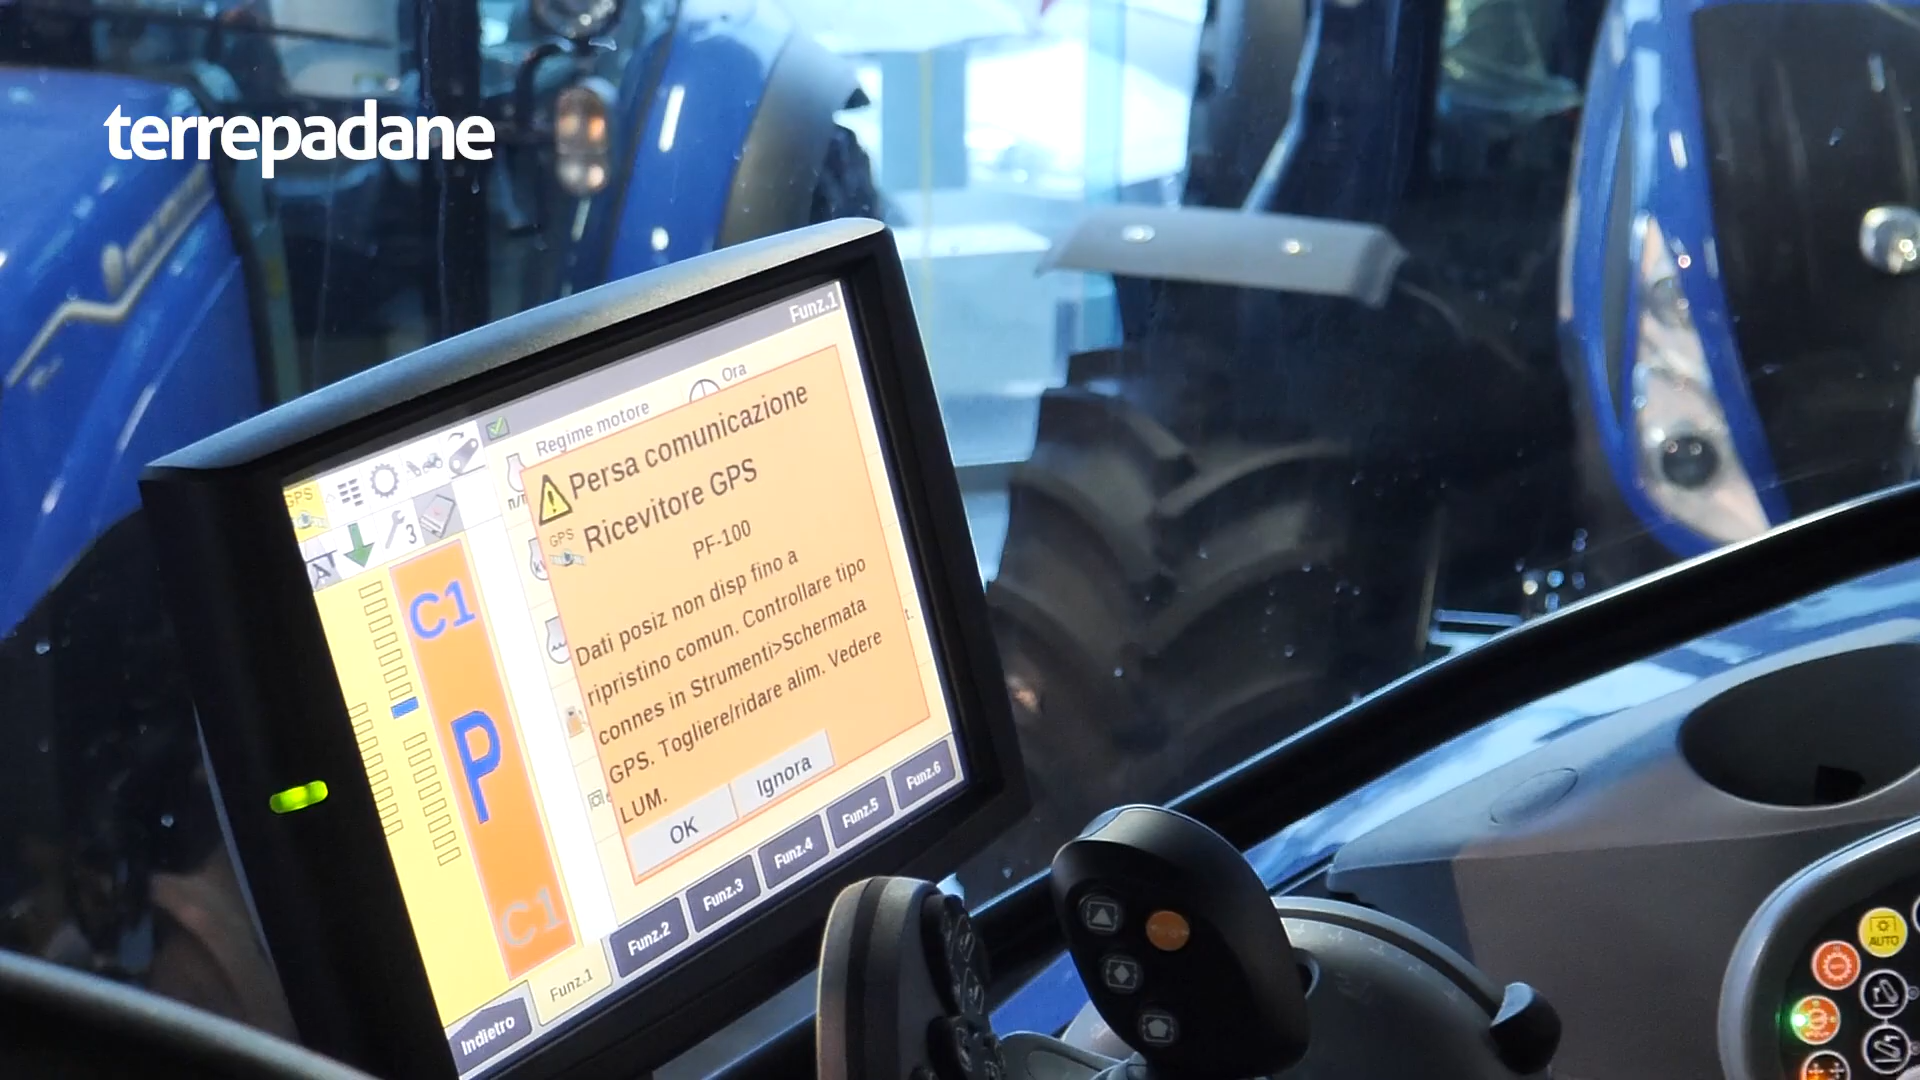 terrepadane
Funz.1
Ora
Regime motore
GPS
3
Persa comunicazione
Ricevitore GPS
GPS
PF-100
Dati posiz non disp fino a
ripristino comun. Controllare tipo
connes in Strumenti>Schermata
GPS. Togliere/ridare alim. Vedere
LUM.
OK
Ignora
C1
P
C1
Indietro
Funz.1
Funz.2
Funz.3
Funz.4
Funz.5
Funz.6
AUTO